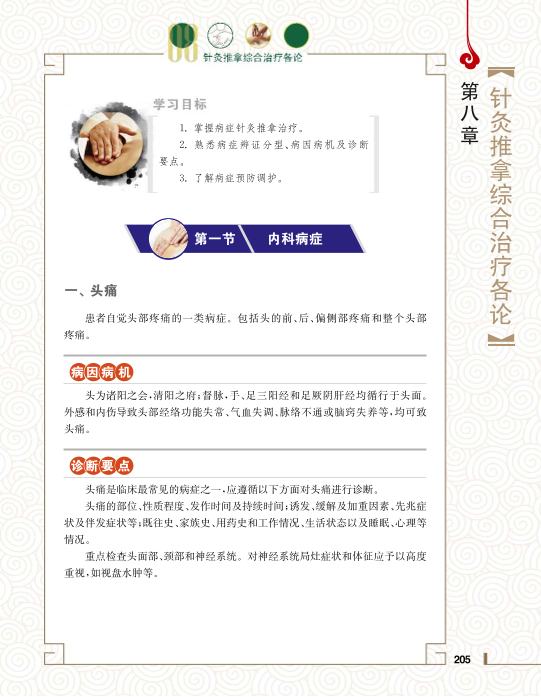 08
针灸推拿综合治疗各论
第八章
【针灸推拿综合治疗各论】
学习目标
1. 掌握病症针灸推拿治疗。
2. 熟悉病症辨证分型、病因病机及诊断
要点。
3. 了解病症预防调护。
第一节 内科病症
一、头痛
患者自觉头部疼痛的一类病症。包括头的前、后、偏侧部疼痛和整个头部
疼痛。
病因病机
头为诸阳之会,清阳之府;督脉,手、足三阳经和足厥阴肝经均循行于头面。
外感和内伤导致头部经络功能失常、气血失调、脉络不通或脑窍失养等,均可致
头痛。
诊断要点
头痛是临床最常见的病症之一,应遵循以下方面对头痛进行诊断。
头痛的部位、性质程度、发作时间及持续时间;诱发、缓解及加重因素、先兆症
状及伴发症状等;既往史、家族史、用药史和工作情况、生活状态以及睡眠、心理等
情况。
重点检查头面部、颈部和神经系统。对神经系统局灶症状和体征应予以高度
重视,如视盘水肿等。
205